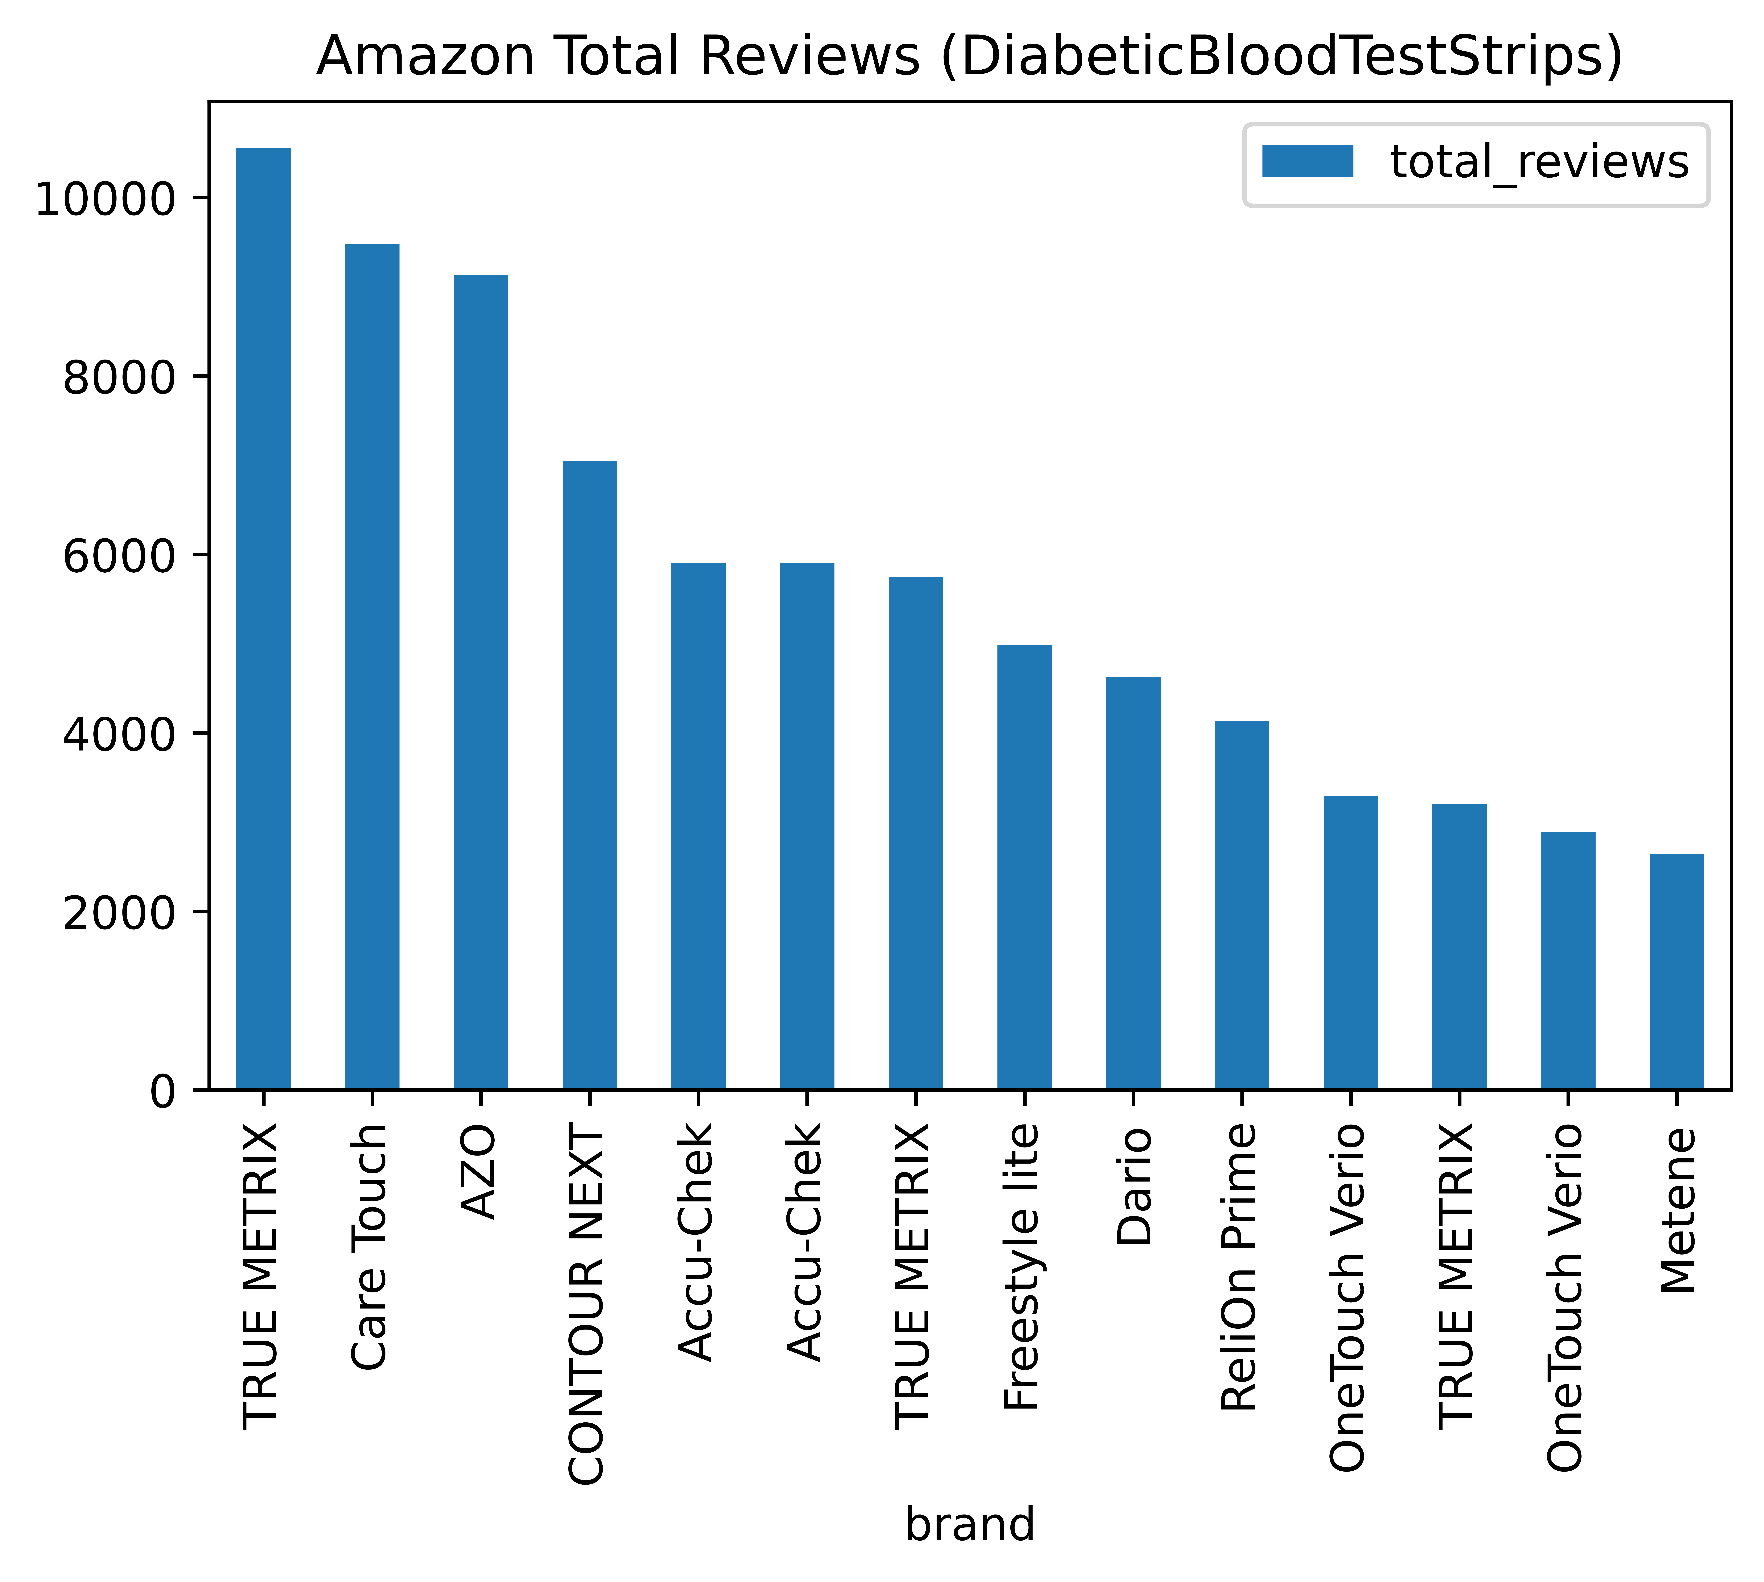 Amazon Total Reviews (DiabeticBloodTestStrips)
total_reviews
10000
8000
6000
4000
2000
0
TRUE METRIX
Care Touch
AZO
CONTOUR NEXT
Accu-Chek
Accu-Chek
TRUE METRIX
Freestyle lite
Dario
ReliOn Prime
OneTouch Verio
TRUE METRIX
OneTouch Verio
Metene
brand